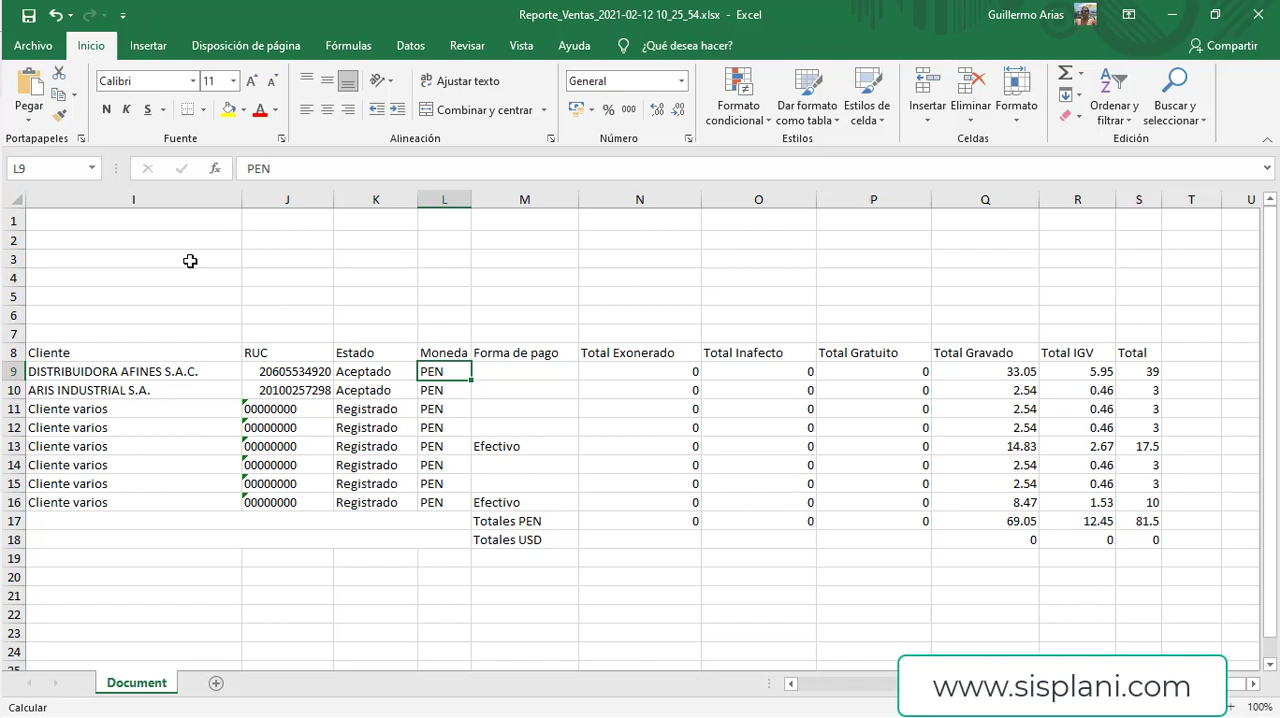 Reporte_Ventas_2021-02-12 10_25_54.xlsx - Excel
Guillermo Arias
Archivo Inicio Insertar Disposición de página Fórmulas Datos Revisar Vista Ayuda ¿Qué desea hacer? Compartir
Pegar
Calibri 11
N K S
Ajustar texto
Combinar y centrar
General
% 000
Formato condicional
Dar formato como tabla
Estilos de celda
Insertar
Eliminar
Formato
Ordenar y filtrar
Buscar y seleccionar
Portapapeles Fuente Alineación Número Estilos Celdas Edición
L9 fx PEN
I J K L M N O P Q R S T U
1
2
3
4
5
6
7
8 Cliente RUC Estado Moneda Forma de pago Total Exonerado Total Inafecto Total Gratuito Total Gravado Total IGV Total
9 DISTRIBUIDORA AFINES S.A.C. 20605534920 Aceptado PEN 0 0 0 33.05 5.95 39
10 ARIS INDUSTRIAL S.A. 20100257298 Aceptado PEN 0 0 0 2.54 0.46 3
11 Cliente varios 00000000 Registrado PEN 0 0 0 2.54 0.46 3
12 Cliente varios 00000000 Registrado PEN 0 0 0 2.54 0.46 3
13 Cliente varios 00000000 Registrado PEN Efectivo 0 0 0 14.83 2.67 17.5
14 Cliente varios 00000000 Registrado PEN 0 0 0 2.54 0.46 3
15 Cliente varios 00000000 Registrado PEN 0 0 0 2.54 0.46 3
16 Cliente varios 00000000 Registrado PEN Efectivo 0 0 0 8.47 1.53 10
17 Totales PEN 0 0 0 69.05 12.45 81.5
18 Totales USD 0 0 0
19
20
21
22
23
24
25
Document
www.sisplani.com
Calcular 100%